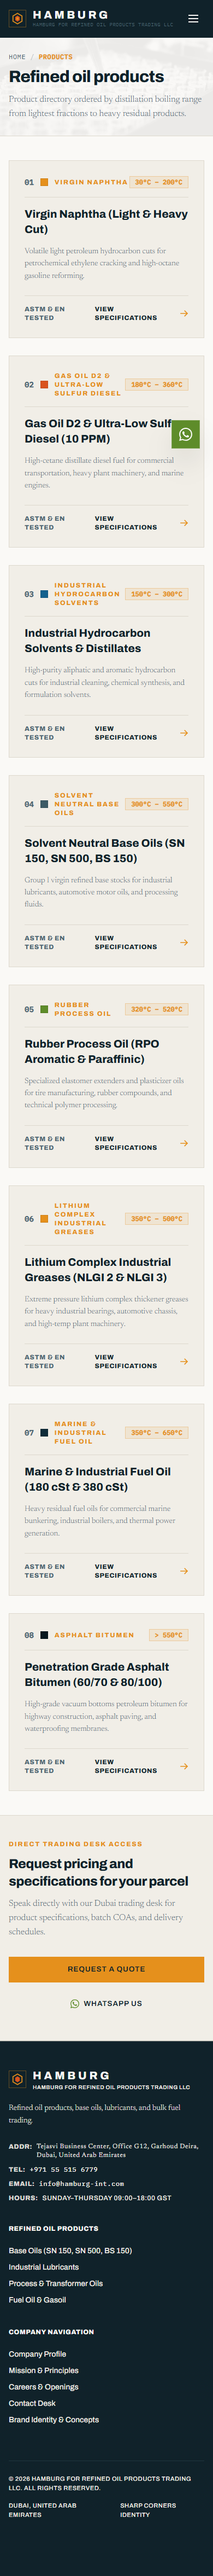 HAMBURG
HAMBURG FOR REFINED OIL PRODUCTS TRADING LLC
HOME / PRODUCTS
Refined oil products
Product directory ordered by distillation boiling range
from lightest fractions to heavy residual products.
01 VIRGIN NAPHTHA 30°C – 200°C
Virgin Naphtha (Light & Heavy
Cut)
Volatile light petroleum hydrocarbon cuts for
petrochemical ethylene cracking and high-octane
gasoline reforming.
ASTM & EN
TESTED
VIEW
SPECIFICATIONS →
02 GAS OIL D2 &
ULTRA-LOW
SULFUR DIESEL
180°C – 360°C
Gas Oil D2 & Ultra-Low Sulf
Diesel (10 PPM)
High-cetane distillate diesel fuel for commercial
transportation, heavy plant machinery, and marine
engines.
ASTM & EN
TESTED
VIEW
SPECIFICATIONS →
03 INDUSTRIAL
HYDROCARBON
SOLVENTS
150°C – 300°C
Industrial Hydrocarbon
Solvents & Distillates
High-purity aliphatic and aromatic hydrocarbon
cuts for industrial cleaning, chemical synthesis, and
formulation solvents.
ASTM & EN
TESTED
VIEW
SPECIFICATIONS →
04 SOLVENT
NEUTRAL BASE
OILS
300°C – 550°C
Solvent Neutral Base Oils (SN
150, SN 500, BS 150)
Group I virgin refined base stocks for industrial
lubricants, automotive motor oils, and processing
fluids.
ASTM & EN
TESTED
VIEW
SPECIFICATIONS →
05 RUBBER
PROCESS OIL
320°C – 520°C
Rubber Process Oil (RPO
Aromatic & Paraffinic)
Specialized elastomer extenders and plasticizer oils
for tire manufacturing, rubber compounds, and
technical polymer processing.
ASTM & EN
TESTED
VIEW
SPECIFICATIONS →
06 LITHIUM
COMPLEX
INDUSTRIAL
GREASES
350°C – 500°C
Lithium Complex Industrial
Greases (NLGI 2 & NLGI 3)
Extreme pressure lithium complex thickener greases
for heavy industrial bearings, automotive chassis,
and high-temp plant machinery.
ASTM & EN
TESTED
VIEW
SPECIFICATIONS →
07 MARINE &
INDUSTRIAL
FUEL OIL
350°C – 650°C
Marine & Industrial Fuel Oil
(180 cSt & 380 cSt)
Heavy residual fuel oils for commercial marine
bunkering, industrial boilers, and thermal power
generation.
ASTM & EN
TESTED
VIEW
SPECIFICATIONS →
08 ASPHALT BITUMEN > 550°C
Penetration Grade Asphalt
Bitumen (60/70 & 80/100)
High-grade vacuum bottoms petroleum bitumen for
highway construction, asphalt paving, and
waterproofing membranes.
ASTM & EN
TESTED
VIEW
SPECIFICATIONS →
DIRECT TRADING DESK ACCESS
Request pricing and
specifications for your parcel
Speak directly with our Dubai trading desk for
product specifications, batch COAs, and delivery
schedules.
REQUEST A QUOTE
WHATSAPP US
HAMBURG
HAMBURG FOR REFINED OIL PRODUCTS TRADING LLC
Refined oil products, base oils, lubricants, and bulk fuel
trading.
ADDR: Tejasvi Business Center, Office G12, Garhoud Deira,
Dubai, United Arab Emirates
TEL: +971 55 515 6779
EMAIL: info@hamburg-int.com
HOURS: SUNDAY–THURSDAY 09:00–18:00 GST
REFINED OIL PRODUCTS
Base Oils (SN 150, SN 500, BS 150)
Industrial Lubricants
Process & Transformer Oils
Fuel Oil & Gasoil
COMPANY NAVIGATION
Company Profile
Mission & Principles
Careers & Openings
Contact Desk
Brand Identity & Concepts
© 2026 HAMBURG FOR REFINED OIL PRODUCTS TRADING
LLC. ALL RIGHTS RESERVED.
DUBAI, UNITED ARAB
EMIRATES
SHARP CORNERS
IDENTITY